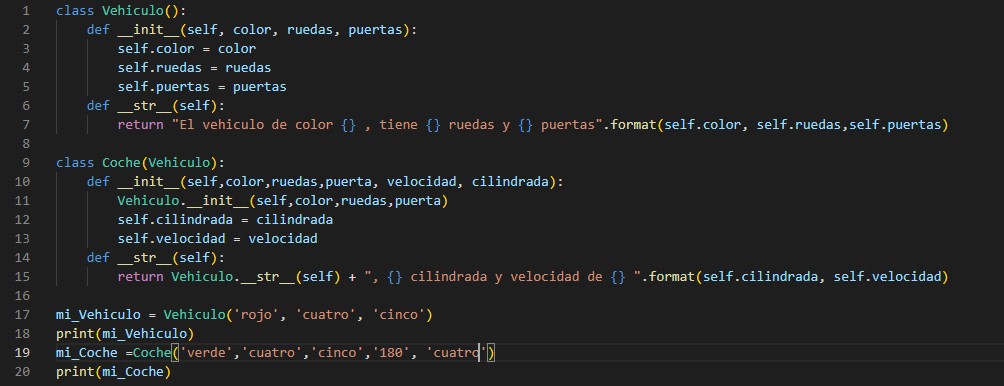 1 class Vehiculo():
2     def __init__(self, color, ruedas, puertas):
3         self.color = color
4         self.ruedas = ruedas
5         self.puertas = puertas
6     def __str__(self):
7         return "El vehiculo de color {} , tiene {} ruedas y {} puertas".format(self.color, self.ruedas,self.puertas)
8
9 class Coche(Vehiculo):
10     def __init__(self,color,ruedas,puerta, velocidad, cilindrada):
11         Vehiculo.__init__(self,color,ruedas,puerta)
12         self.cilindrada = cilindrada
13         self.velocidad = velocidad
14     def __str__(self):
15         return Vehiculo.__str__(self) + ", {} cilindrada y velocidad de {} ".format(self.cilindrada, self.velocidad)
16
17 mi_Vehiculo = Vehiculo('rojo', 'cuatro', 'cinco')
18 print(mi_Vehiculo)
19 mi_Coche =Coche('verde','cuatro','cinco','180', 'cuatro')
20 print(mi_Coche)